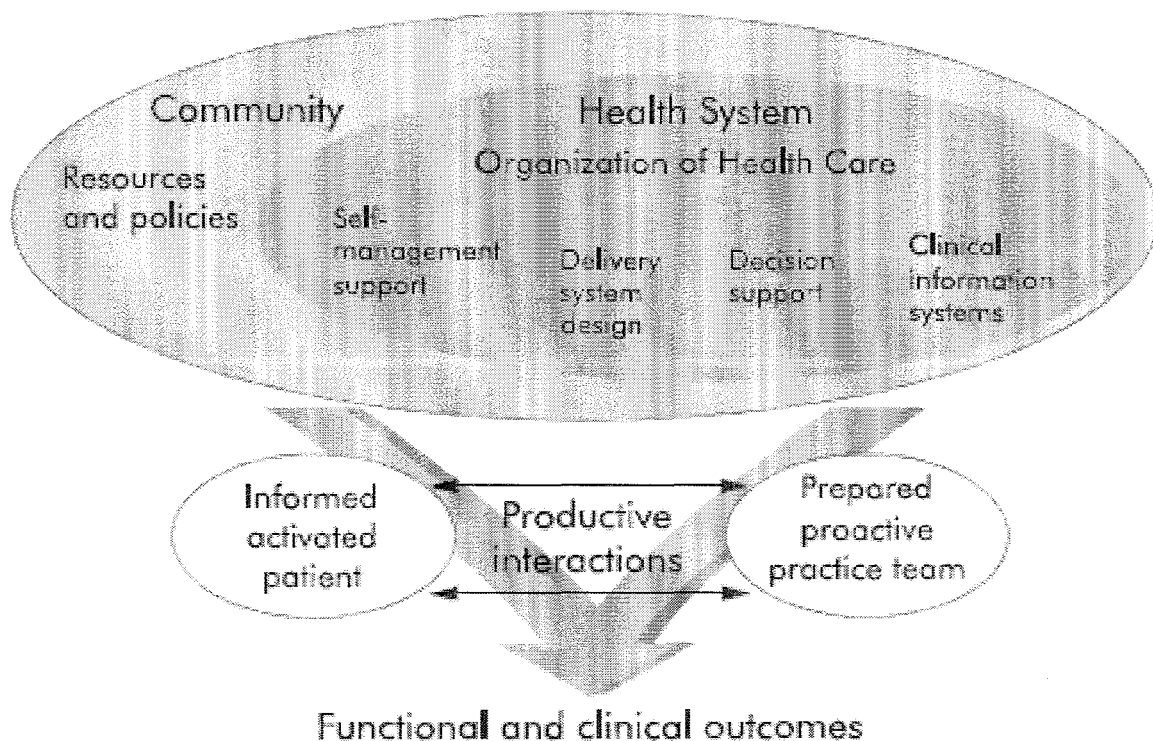 Community
Resources
and policies
Health System
Organization of Health Care
Self-
management
support
Delivery
system
design
Decision
support
Clinical
information
systems
Informed
activated
patient
Productive
interactions
Prepared
proactive
practice team
Functional and clinical outcomes